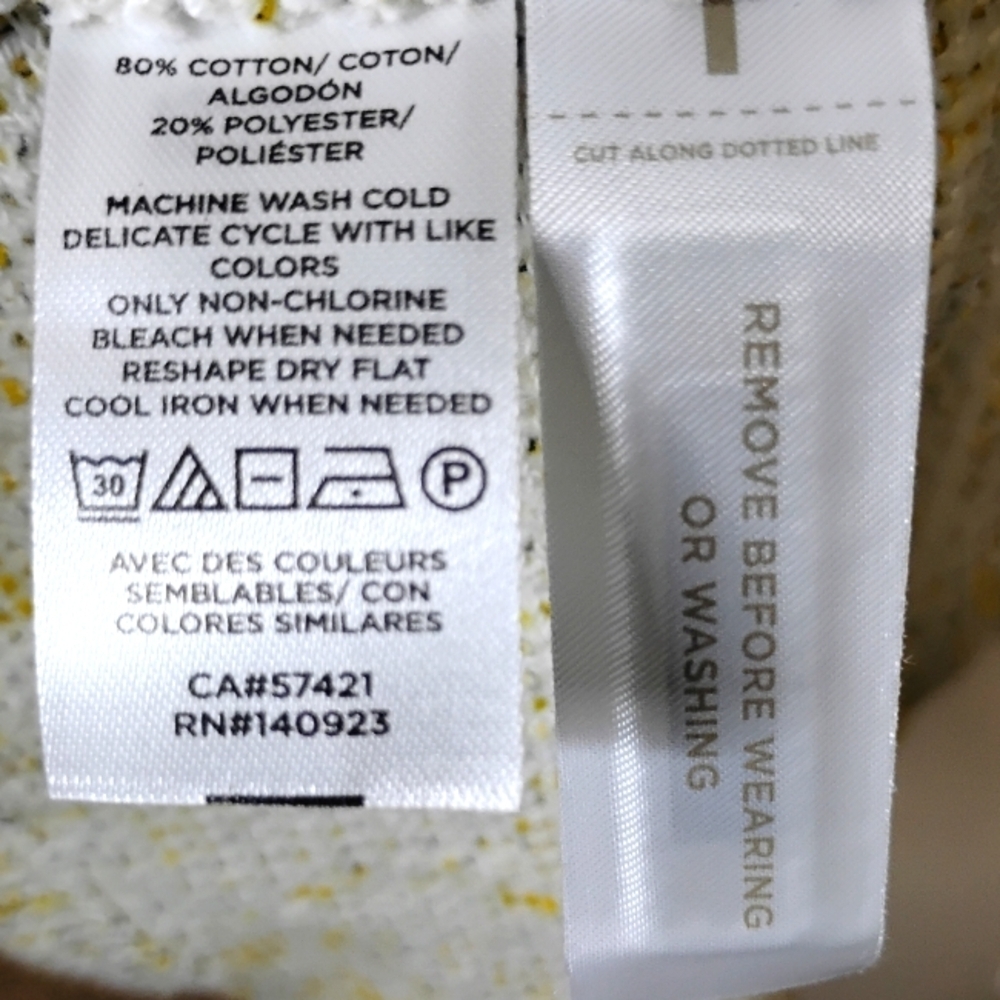 80% COTTON/ COTON/
ALGODÓN
20% POLYESTER/
POLIÉSTER
MACHINE WASH COLD
DELICATE CYCLE WITH LIKE
COLORS
ONLY NON-CHLORINE
BLEACH WHEN NEEDED
RESHAPE DRY FLAT
COOL IRON WHEN NEEDED
30 P
AVEC DES COULEURS
SEMBLABLES/ CON
COLORES SIMILARES
CA#57421
RN#140923
CUT ALONG DOTTED LINE
REMOVE BEFORE WEARING
OR WASHING